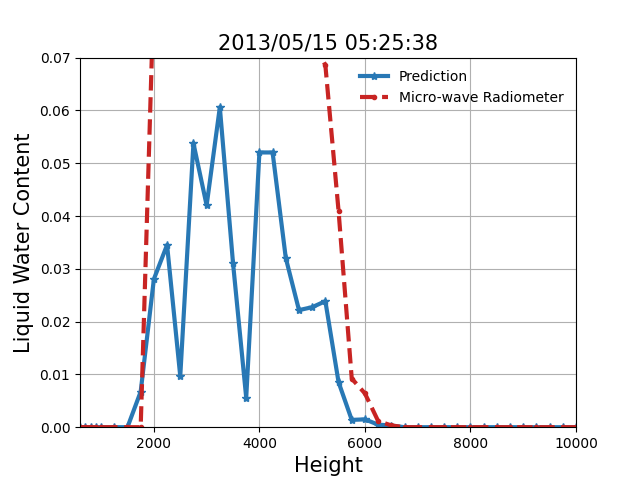 2013/05/15 05:25:38
Prediction
Micro-wave Radiometer
Liquid Water Content
0.07
0.06
0.05
0.04
0.03
0.02
0.01
0.00
2000 4000 6000 8000 10000
Height